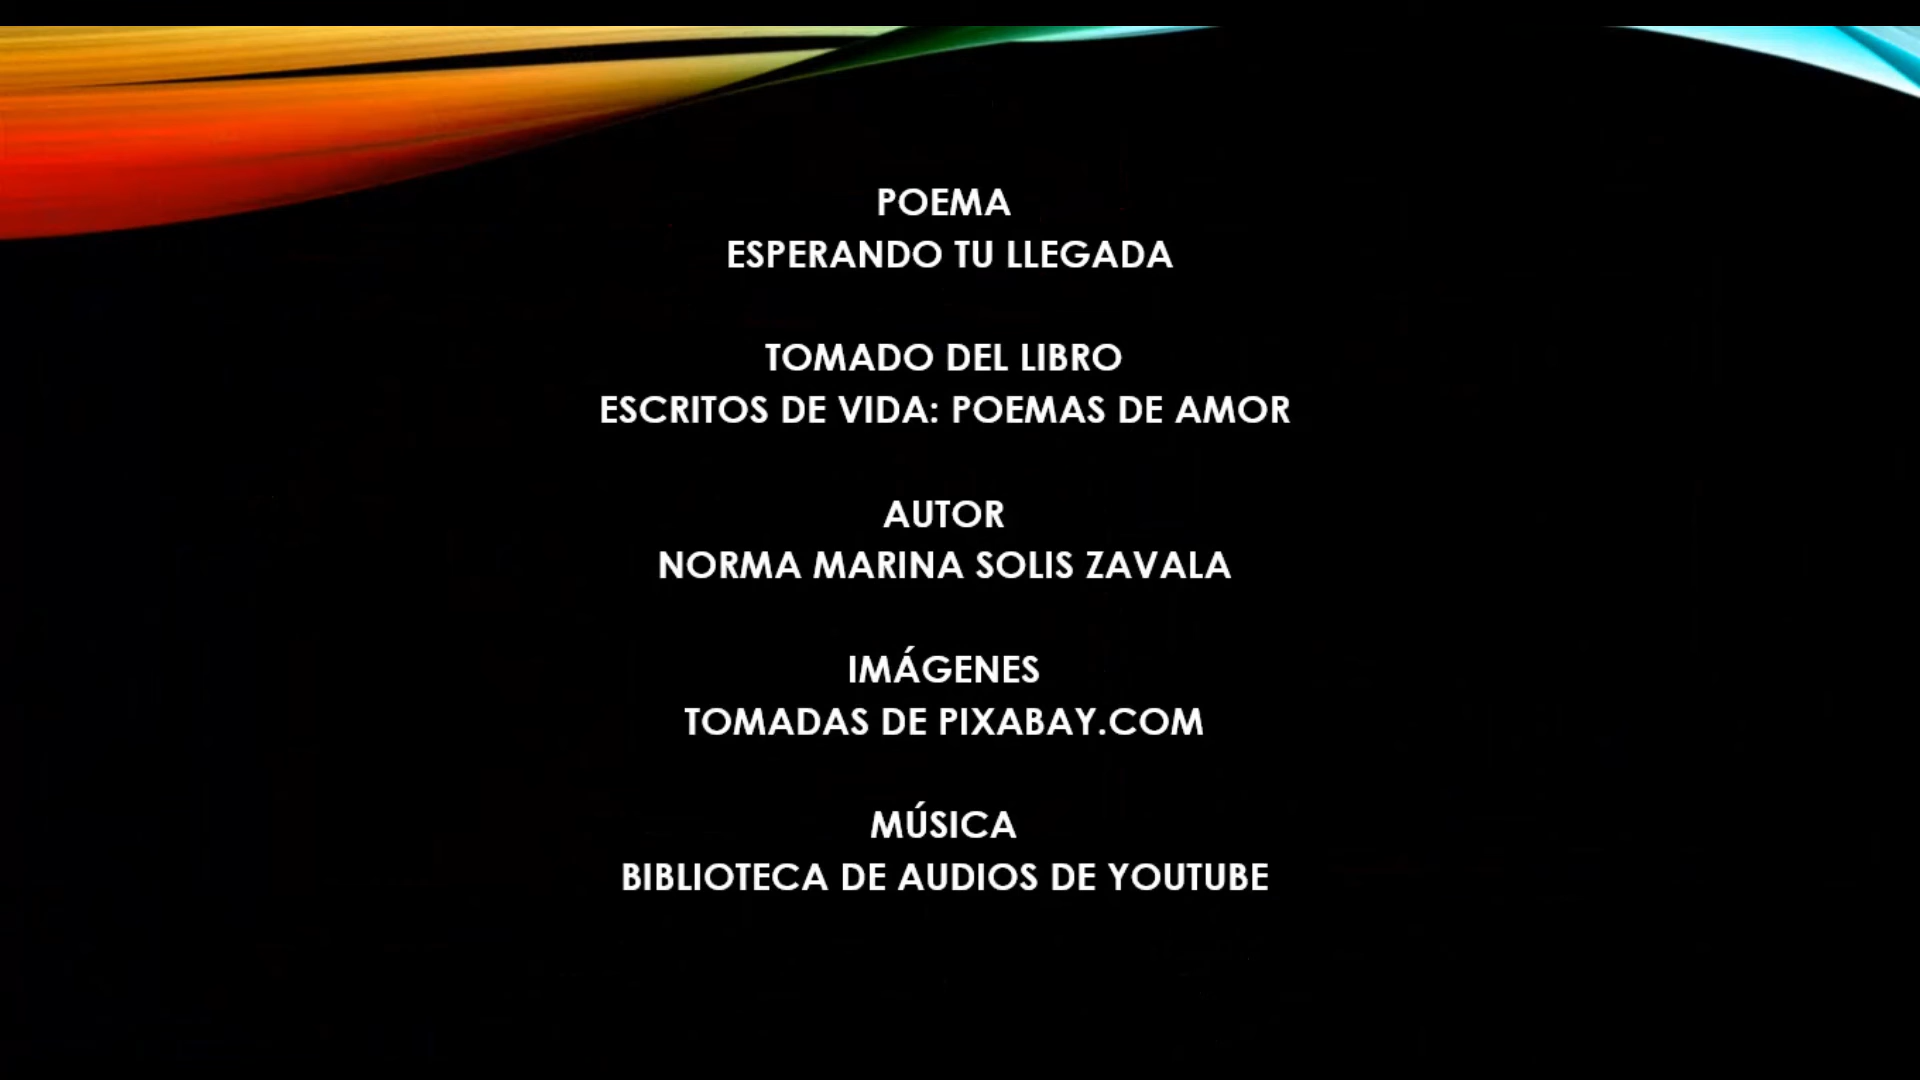 POEMA
ESPERANDO TU LLEGADA
TOMADO DEL LIBRO
ESCRITOS DE VIDA: POEMAS DE AMOR
AUTOR
NORMA MARINA SOLIS ZAVALA
IMÁGENES
TOMADAS DE PIXABAY.COM
MÚSICA
BIBLIOTECA DE AUDIOS DE YOUTUBE